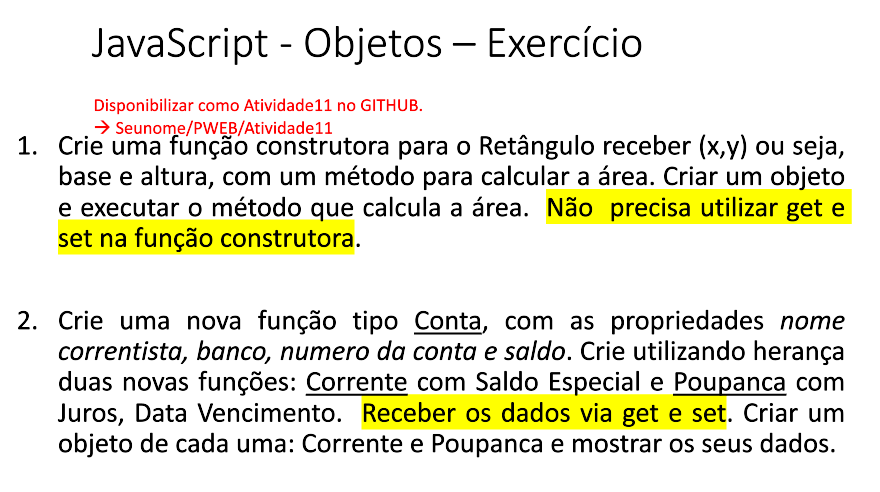 JavaScript - Objetos – Exercício
Disponibilizar como Atividade11 no GITHUB.
→ Seunome/PWEB/Atividade11
1. Crie uma função construtora para o Retângulo receber (x,y) ou seja,
base e altura, com um método para calcular a área. Criar um objeto
e executar o método que calcula a área. Não precisa utilizar get e
set na função construtora.
2. Crie uma nova função tipo Conta, com as propriedades nome
correntista, banco, numero da conta e saldo. Crie utilizando herança
duas novas funções: Corrente com Saldo Especial e Poupanca com
Juros, Data Vencimento. Receber os dados via get e set. Criar um
objeto de cada uma: Corrente e Poupanca e mostrar os seus dados.